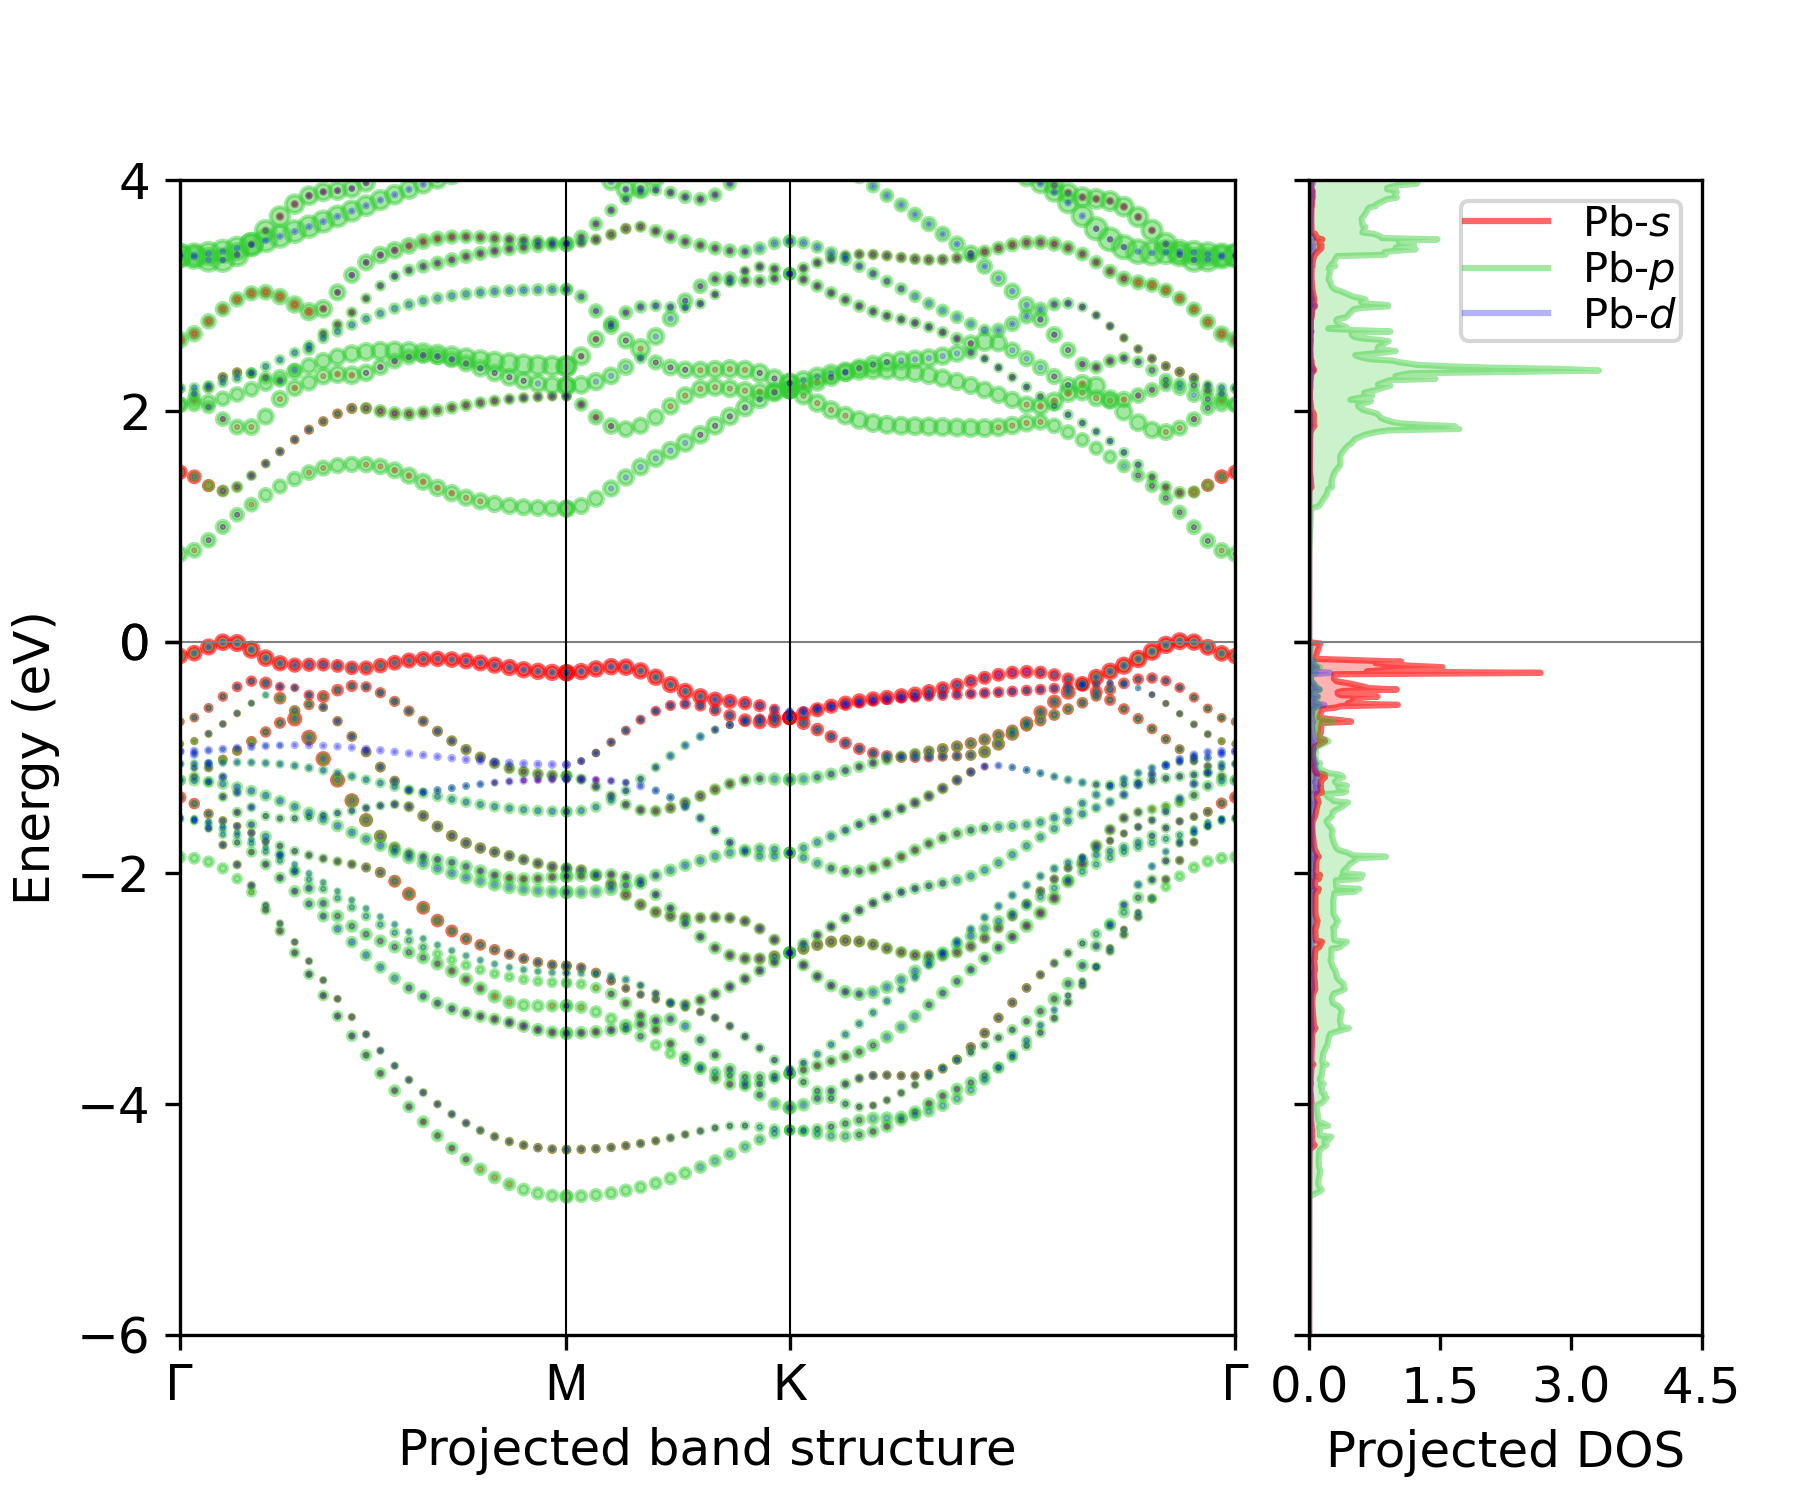 4
2
0
−2
−4
−6
Energy (eV)
Γ
M
K
Γ
Projected band structure
Pb-s
Pb-p
Pb-d
0.0
1.5
3.0
4.5
Projected DOS